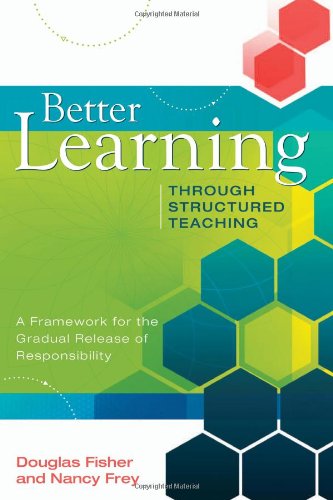 Better
Learning
THROUGH
STRUCTURED
TEACHING
A Framework for the
Gradual Release of
Responsibility
Douglas Fisher
and Nancy Frey